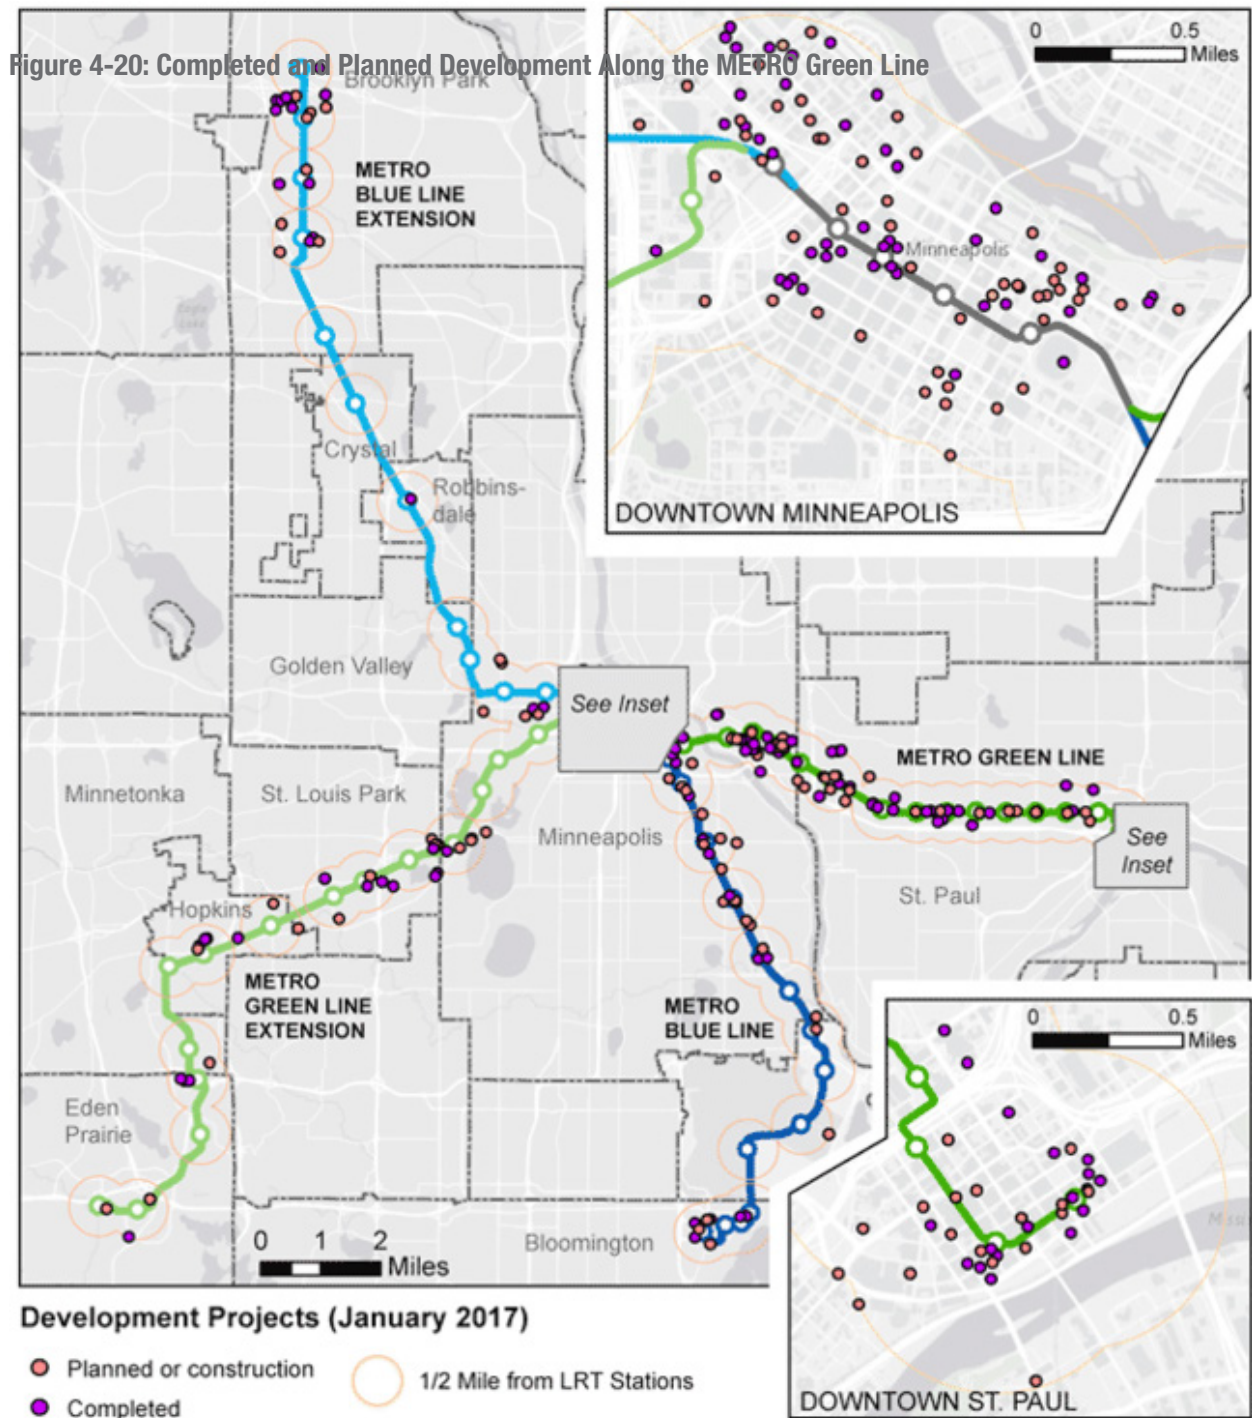 Figure 4-20: Completed and Planned Development Along the METRO Green Line
0 0.5
Miles
Brooklyn Park
METRO
BLUE LINE
EXTENSION
Minneapolis
DOWNTOWN MINNEAPOLIS
Crystal
Robbins-
dale
Golden Valley
See Inset
METRO GREEN LINE
Minnetonka
St. Louis Park
Minneapolis
See
Inset
St. Paul
Hopkins
METRO
GREEN LINE
EXTENSION
METRO
BLUE LINE
0 0.5
Miles
Eden
Prairie
Bloomington
0 1 2
Miles
DOWNTOWN ST. PAUL
Development Projects (January 2017)
Planned or construction
1/2 Mile from LRT Stations
Completed